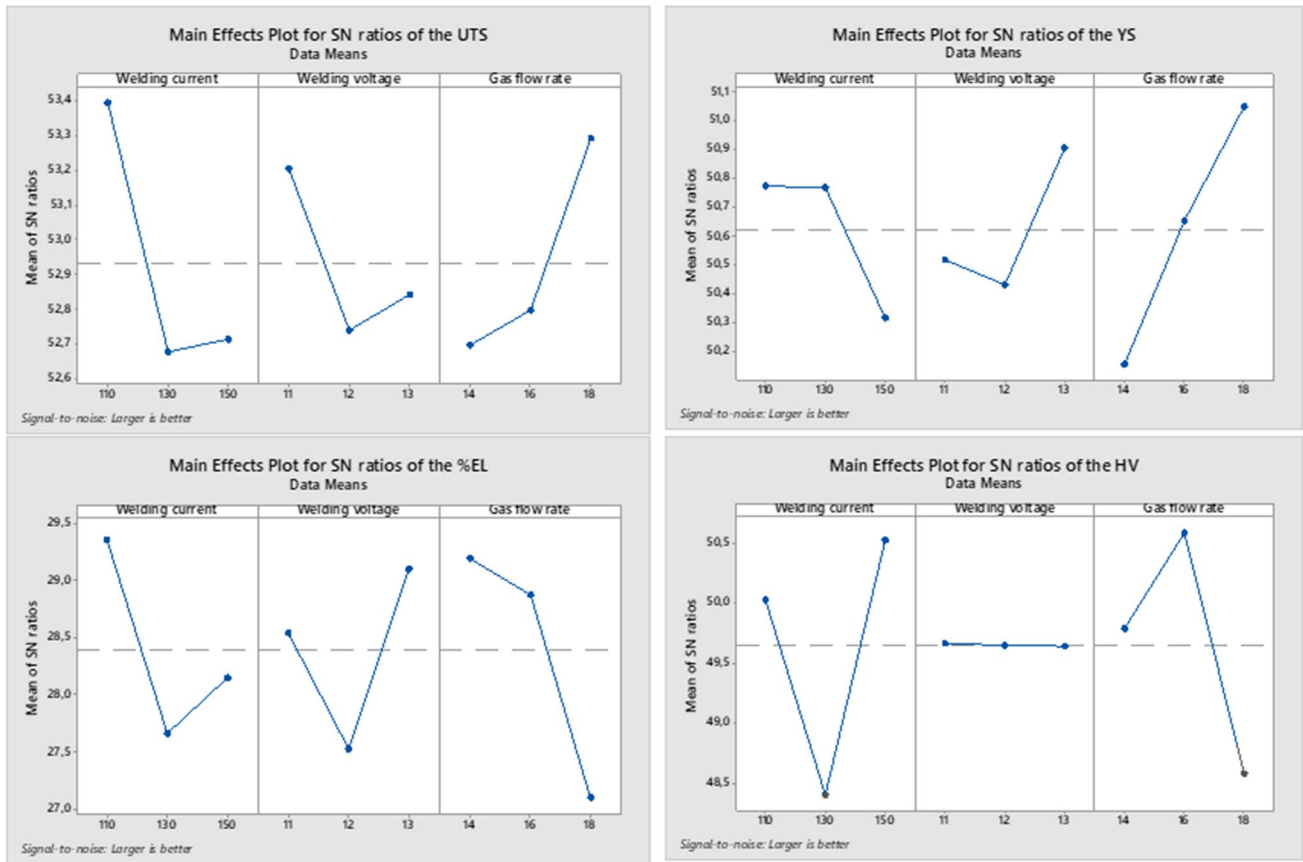 Main Effects Plot for SN ratios of the UTS
Data Means
Welding current Welding voltage Gas flow rate
53,4
53,3
53,2
53,1
53,0
52,9
52,8
52,7
52,6
Mean of SN ratios
110 130 150 11 12 13 14 16 18
Signal-to-noise: Larger is better
Main Effects Plot for SN ratios of the YS
Data Means
Welding current Welding voltage Gas flow rate
51,1
51,0
50,9
50,8
50,7
50,6
50,5
50,4
50,3
50,2
Mean of SN ratios
110 130 150 11 12 13 14 16 18
Signal-to-noise: Larger is better
Main Effects Plot for SN ratios of the %EL
Data Means
Welding current Welding voltage Gas flow rate
29,5
29,0
28,5
28,0
27,5
27,0
Mean of SN ratios
110 130 150 11 12 13 14 16 18
Signal-to-noise: Larger is better
Main Effects Plot for SN ratios of the HV
Data Means
Welding current Welding voltage Gas flow rate
50,5
50,0
49,5
49,0
48,5
Mean of SN ratios
110 130 150 11 12 13 14 16 18
Signal-to-noise: Larger is better